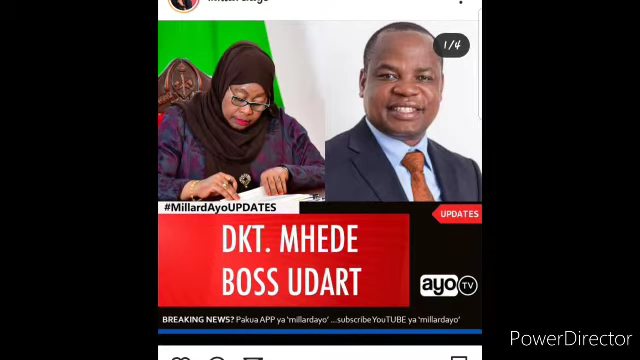 1/4
#MillardAyoUPDATES
UPDATES
DKT. MHEDE
BOSS UDART
ayo TV
BREAKING NEWS? Pakua APP ya 'millardayo' ...subscribe YouTUBE ya 'millardayo'
PowerDirector